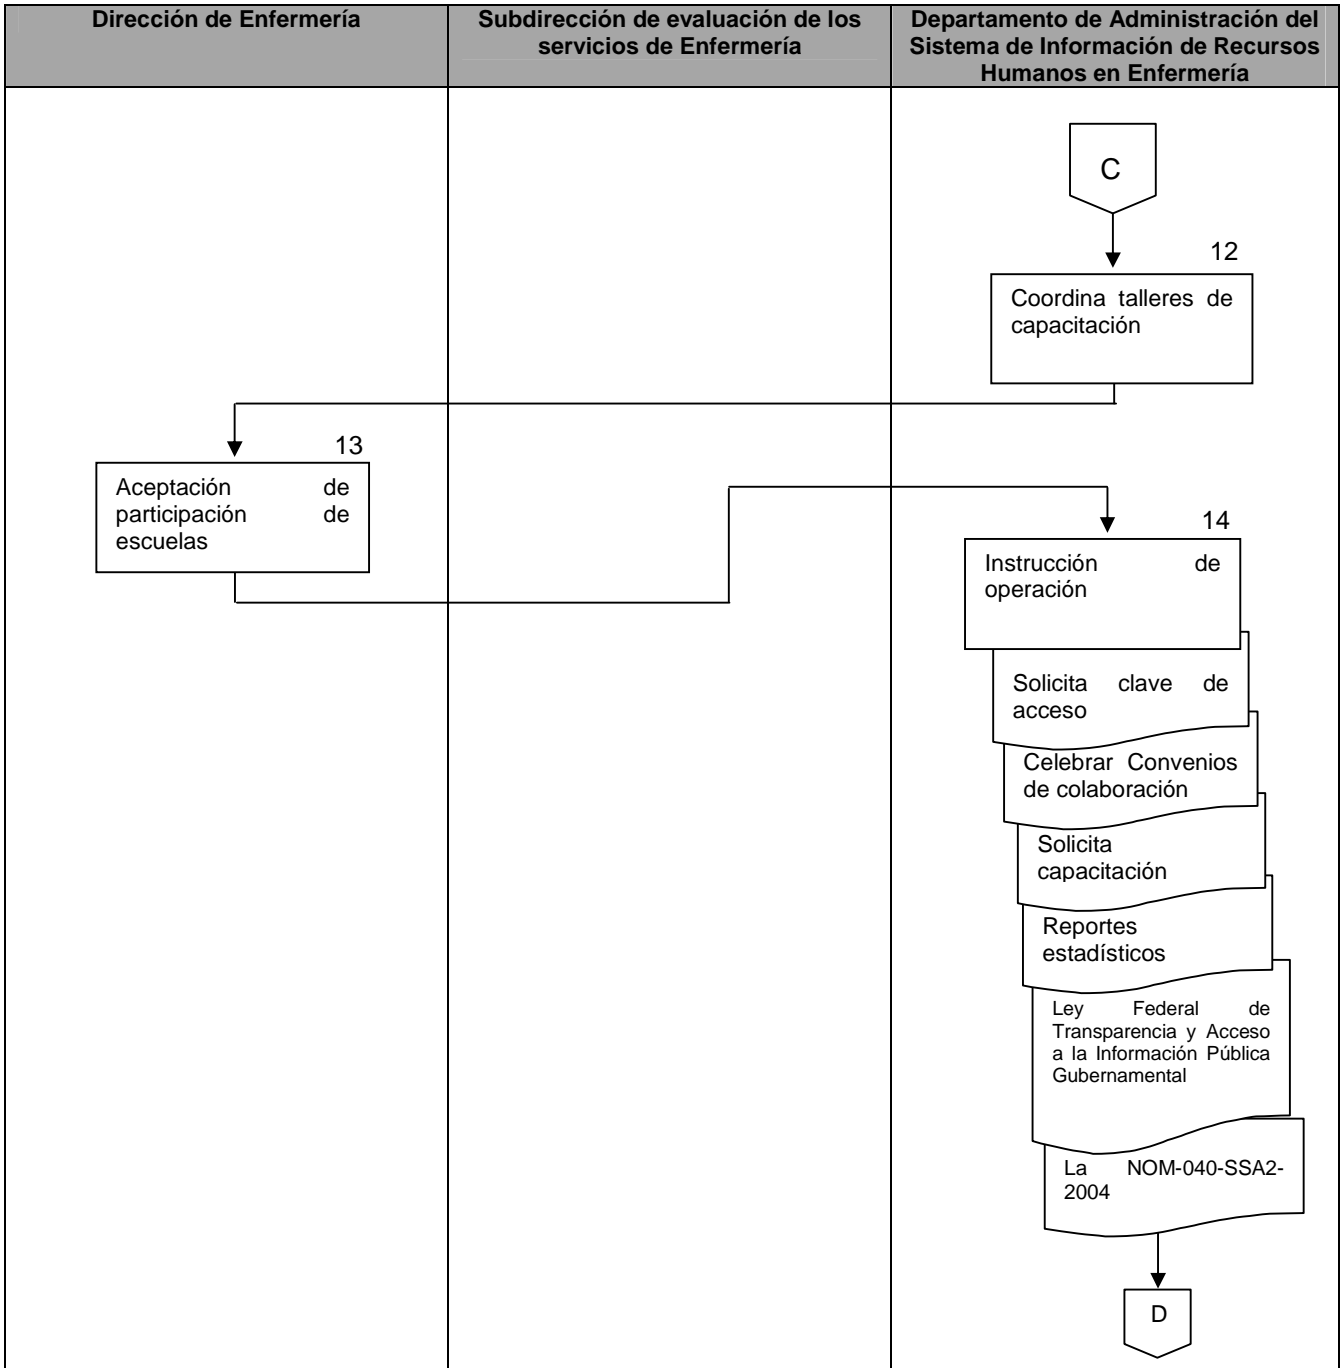 Dirección de Enfermería
Subdirección de evaluación de los
servicios de Enfermería
Departamento de Administración del
Sistema de Información de Recursos
Humanos en Enfermería
C
12
Coordina talleres de
capacitación
13
Aceptación de
participación de
escuelas
14
Instrucción de
operación
Solicita clave de
acceso
Celebrar Convenios
de colaboración
Solicita
capacitación
Reportes
estadísticos
Ley Federal de
Transparencia y Acceso
a la Información Pública
Gubernamental
La NOM-040-SSA2-
2004
D